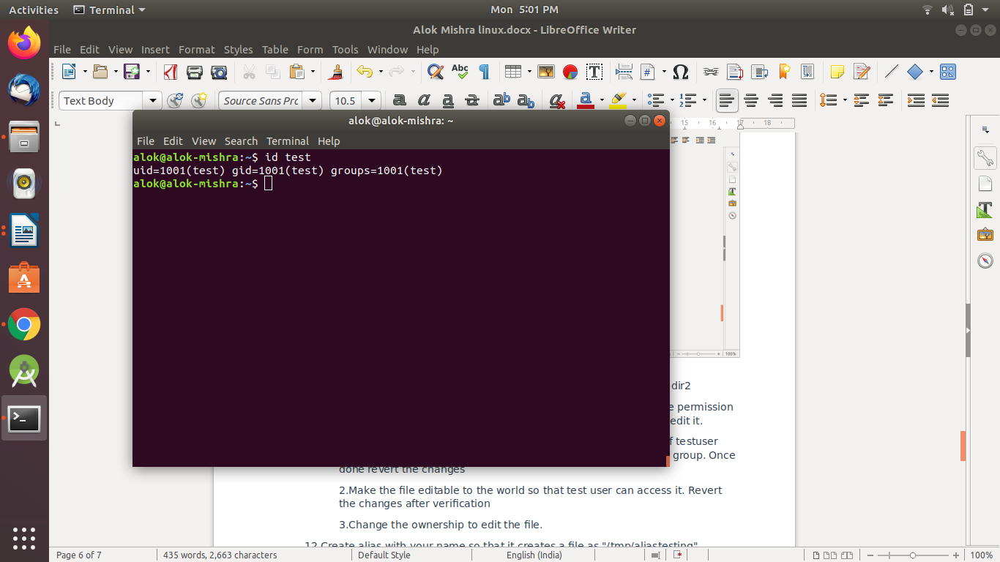 Activities Terminal Mon 5:01 PM
Alok Mishra linux.docx - LibreOffice Writer
File Edit View Insert Format Styles Table Form Tools Window Help
Text Body Source Sans Pro 10.5
alok@alok-mishra: ~
15 16 17 18
File Edit View Search Terminal Help
alok@alok-mishra:~$ id test
uid=1001(test) gid=1001(test) groups=1001(test)
alok@alok-mishra:~$
100%
dir2
e permission
edit it.
f testuser
group. Once
done revert the changes
2.Make the file editable to the world so that test user can access it. Revert
the changes after verification
3.Change the ownership to edit the file.
12.Create alias with your name so that it creates a file as "/tmp/aliastesting"
Page 6 of 7 435 words, 2,663 characters Default Style English (India) 100%